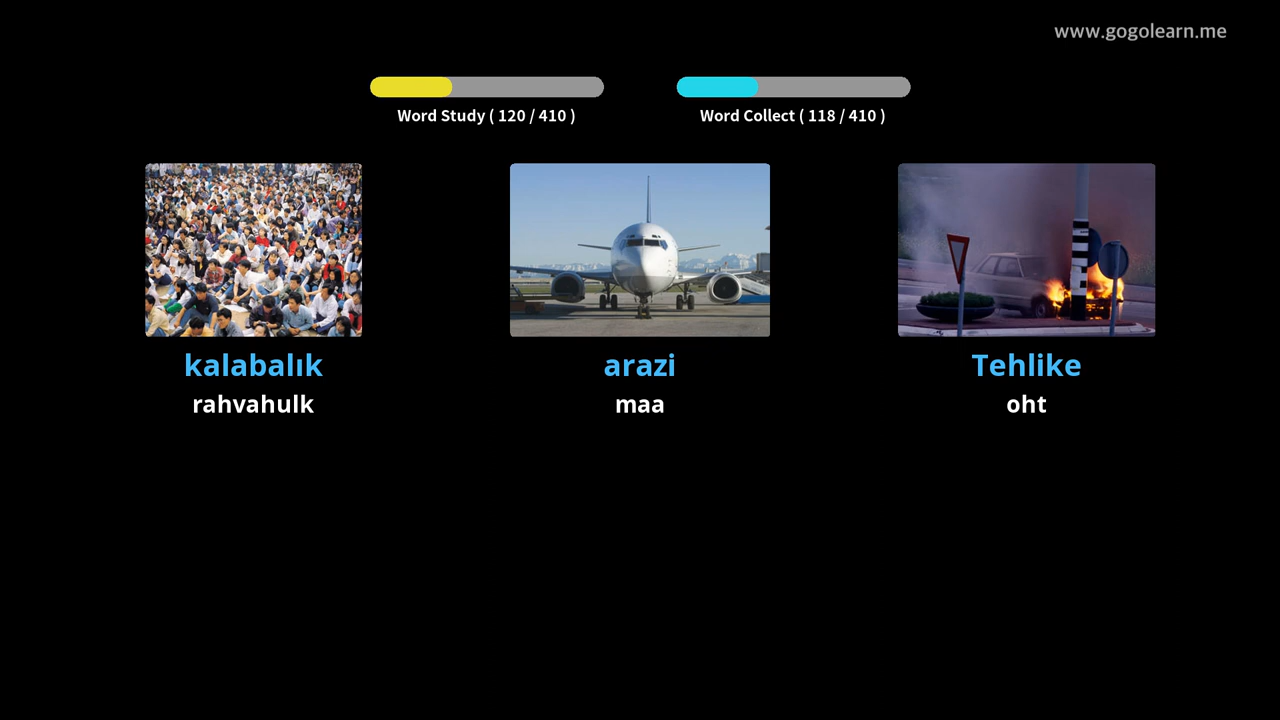 www.gogolearn.me
Word Study ( 120 / 410 )
Word Collect ( 118 / 410 )
kalabalık
arazi
Tehlike
rahvahulk
maa
oht